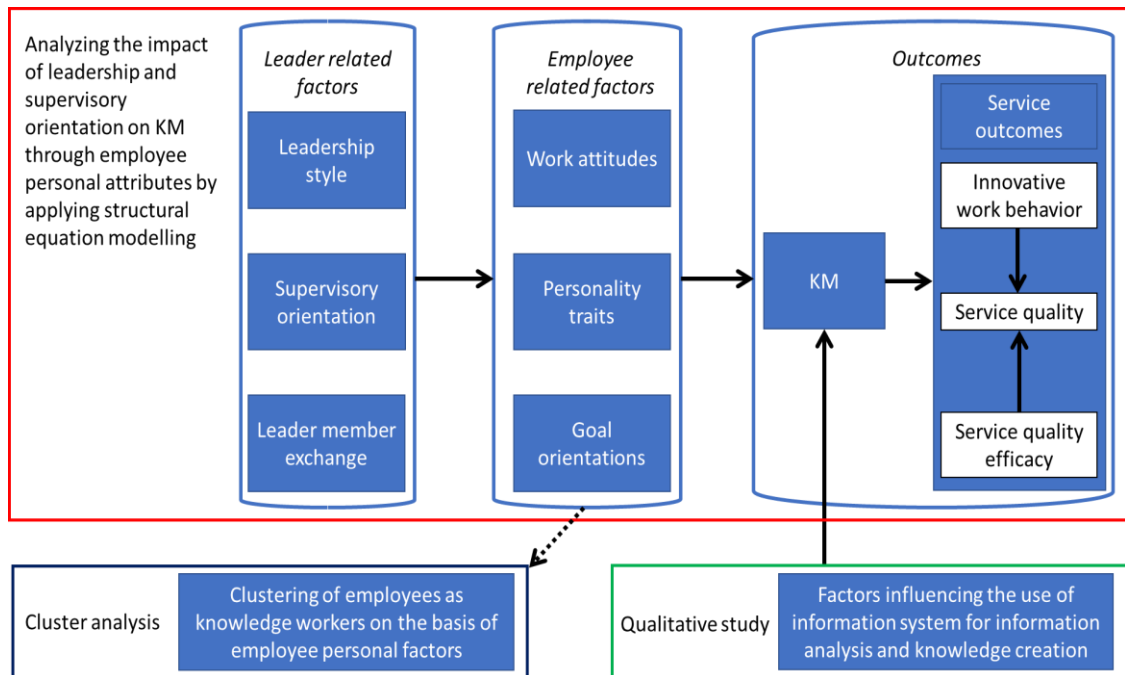 Analyzing the impact
of leadership and
supervisory
orientation on KM
through employee
personal attributes by
applying structural
equation modelling
Leader related
factors
Leadership
style
Supervisory
orientation
Leader member
exchange
Employee
related factors
Work attitudes
Personality
traits
Goal
orientations
Outcomes
KM
Service
outcomes
Innovative
work behavior
Service quality
Service quality
efficacy
Cluster analysis
Clustering of employees as
knowledge workers on the basis of
employee personal factors
Qualitative study
Factors influencing the use of
information system for information
analysis and knowledge creation